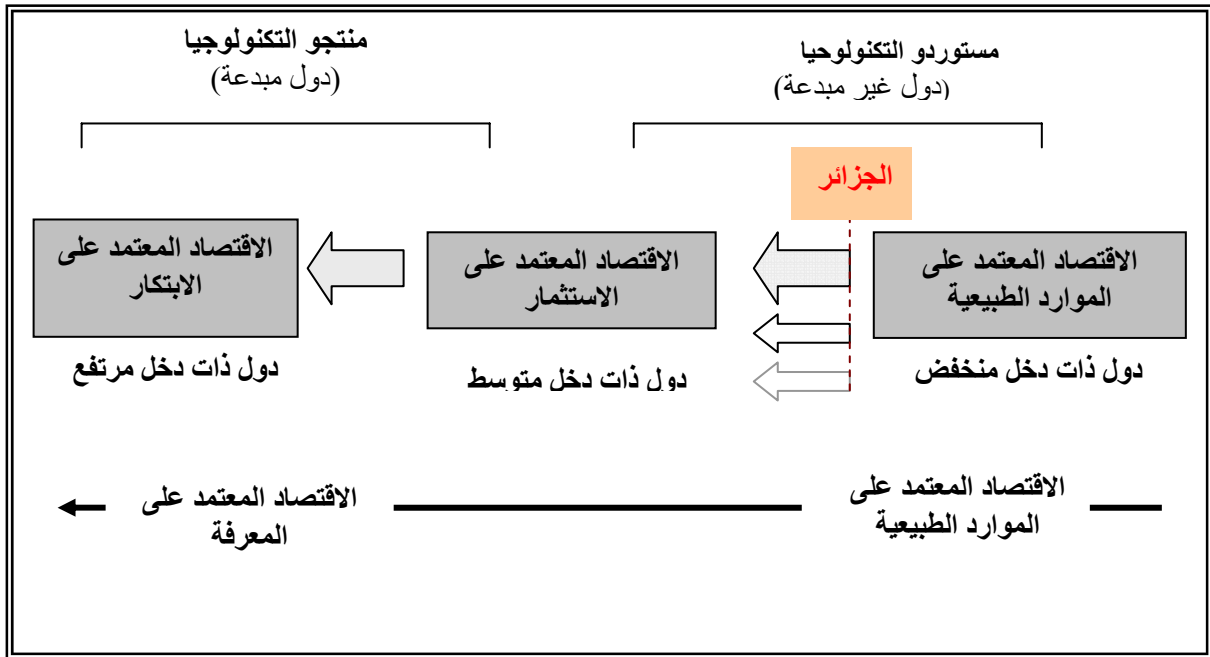 مستوردو التكنولوحيا
(دول غير مبدعة)
منتجو التكنولوجيا
(دول مبدعة)
الجزائر
الاقتصاد المعتمد على
الموارد الطبيعية
الاقتصاد المعتمد على
الاستثمار
الاقتصاد المعتمد على
الابتكار
دول ذات دخل منخفض
دول ذات دخل متوسط
دول ذات دخل مرتفع
الاقتصاد المعتمد على
الموارد الطبيعية
الاقتصاد المعتمد على
المعرفة